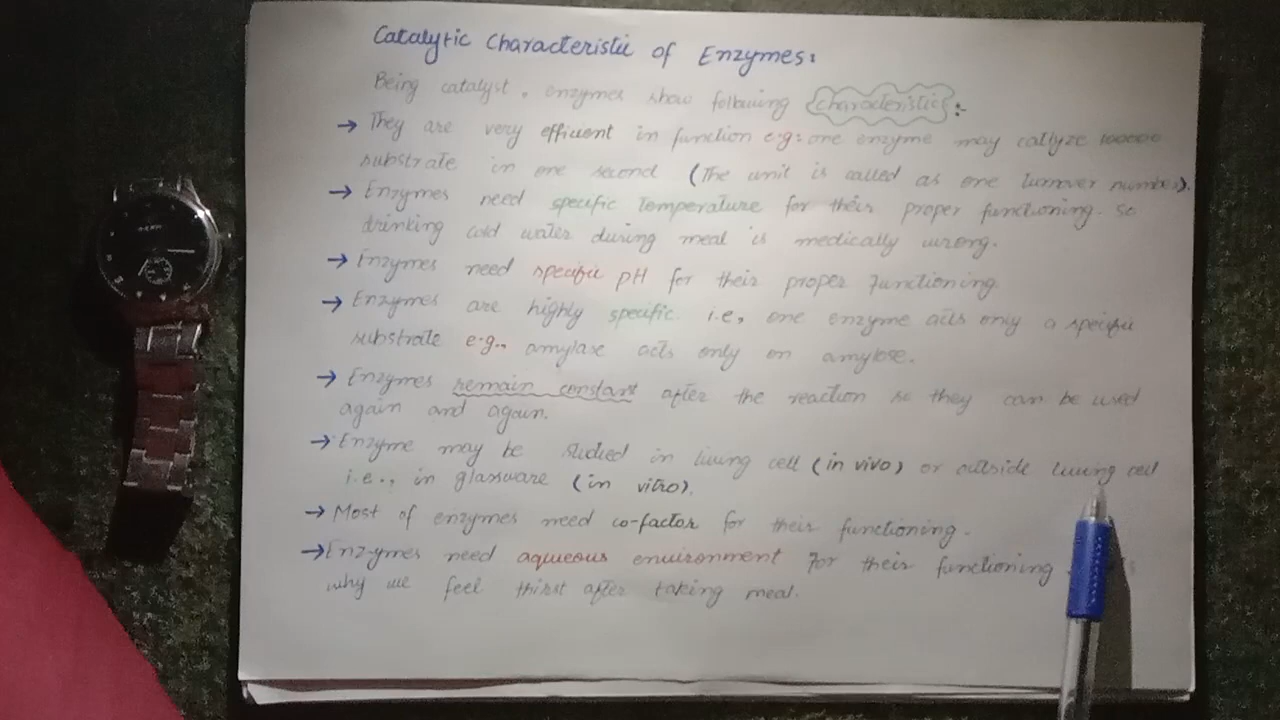 Catalytic Characteristic of Enzymes:
Being catalyst, enzymes show following characteristics:-
→ They are very efficient in function e.g: one enzyme may catlyze 100000
substrate in one second (The unit is called as one turnover number).
→ Enzymes need specific temperature for their proper functioning. So
drinking cold water during meal is medically wrong.
→ Enzymes need specific pH for their proper functioning
→ Enzymes are highly specific. i.e, one enzyme acts only a specific
substrate e.g., amylase acts only on amylose.
→ Enzymes remain constant after the reaction so they can be used
again and again.
→ Enzyme may be studied in living cell (in vivo) or outside living cell
i.e., in glassware (in vitro).
→ Most of enzymes need co-factor for their functioning.
→ Enzymes need aqueous environment for their functioning
why we feel thirst after taking meal.